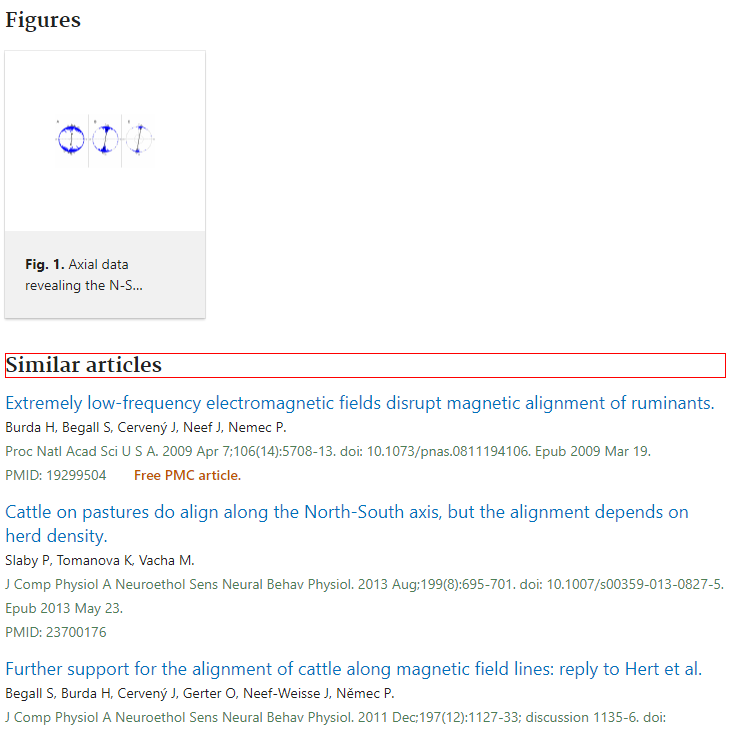 Figures
Fig. 1. Axial data
revealing the N-S...
Similar articles
Extremely low-frequency electromagnetic fields disrupt magnetic alignment of ruminants.
Burda H, Begall S, Cervený J, Neef J, Nemec P.
Proc Natl Acad Sci U S A. 2009 Apr 7;106(14):5708-13. doi: 10.1073/pnas.0811194106. Epub 2009 Mar 19.
PMID: 19299504 Free PMC article.
Cattle on pastures do align along the North-South axis, but the alignment depends on
herd density.
Slaby P, Tomanova K, Vacha M.
J Comp Physiol A Neuroethol Sens Neural Behav Physiol. 2013 Aug;199(8):695-701. doi: 10.1007/s00359-013-0827-5.
Epub 2013 May 23.
PMID: 23700176
Further support for the alignment of cattle along magnetic field lines: reply to Hert et al.
Begall S, Burda H, Cervený J, Gerter O, Neef-Weisse J, Němec P.
J Comp Physiol A Neuroethol Sens Neural Behav Physiol. 2011 Dec;197(12):1127-33; discussion 1135-6. doi: